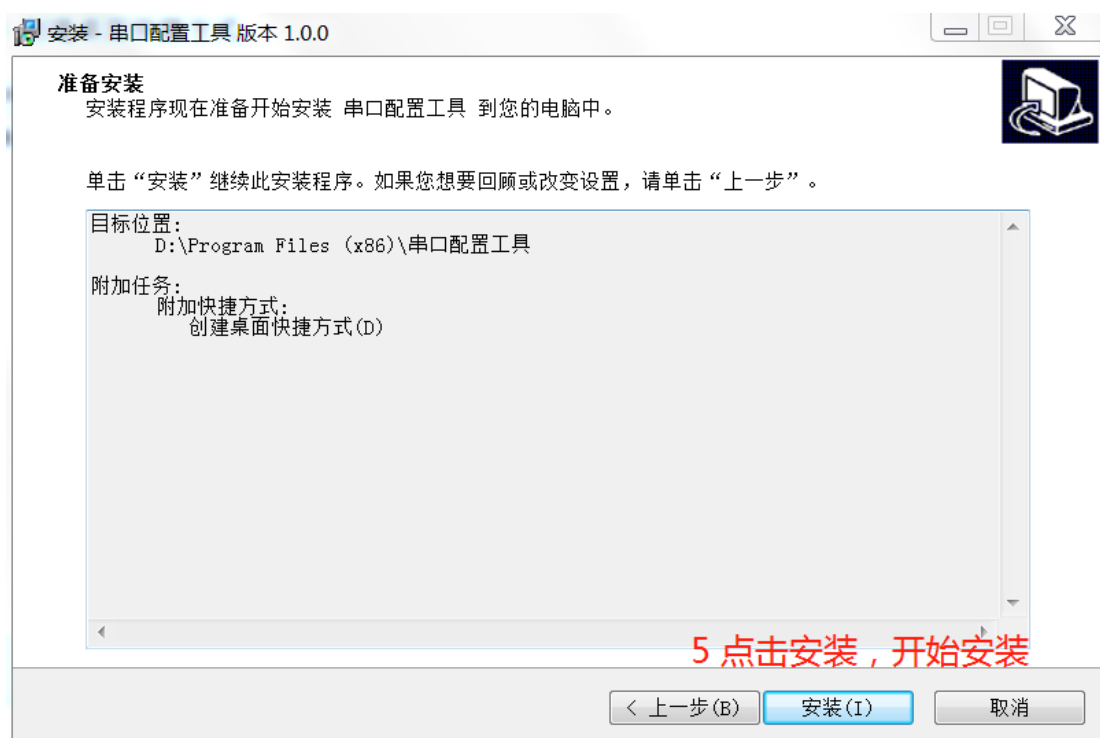 安装 - 串口配置工具 版本 1.0.0
准备安装
安装程序现在准备开始安装 串口配置工具 到您的电脑中。
单击“安装”继续此安装程序。如果您想要回顾或改变设置，请单击“上一步”。
目标位置:
D:\Program Files (x86)\串口配置工具
附加任务:
附加快捷方式:
创建桌面快捷方式(D)
5 点击安装，开始安装
< 上一步(B)
安装(I)
取消